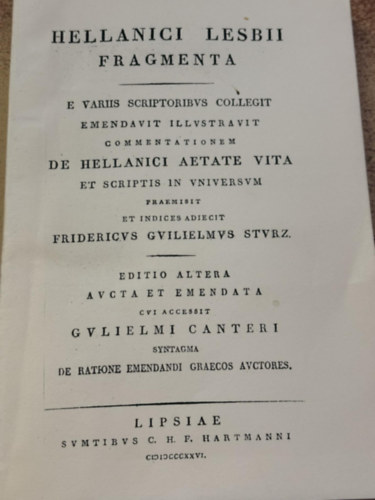 HELLANICI LESBII
FRAGMENTA
E VARIIS SCRIPTORIBVS COLLEGIT
EMENDAVIT ILLVSTRAVIT
COMMENTATIONEM
DE HELLANICI AETATE VITA
ET SCRIPTIS IN VNIVERSVM
PRAEMISIT
ET INDICES ADIECIT
FRIDERICVS GVILIELMVS STVRZ.
EDITIO ALTERA
AVCTA ET EMENDATA
CVI ACCESSIT
GVLIELMI CANTERI
SYNTAGMA
DE RATIONE EMENDANDI GRAECOS AVCTORES.
LIPSIAE
SVMTIBVS C. H. F. HARTMANNI
CIƆIƆCCCXXVI.